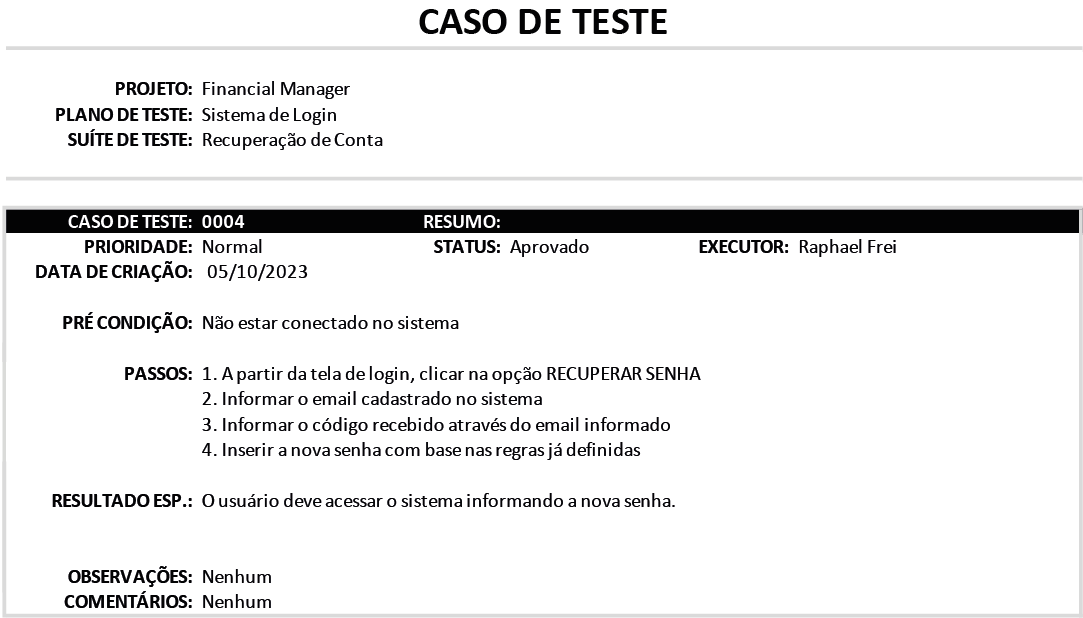 CASO DE TESTE
PROJETO: Financial Manager
PLANO DE TESTE: Sistema de Login
SUÍTE DE TESTE: Recuperação de Conta
CASO DE TESTE: 0004 RESUMO:
PRIORIDADE: Normal STATUS: Aprovado EXECUTOR: Raphael Frei
DATA DE CRIAÇÃO: 05/10/2023
PRÉ CONDIÇÃO: Não estar conectado no sistema
PASSOS: 1. A partir da tela de login, clicar na opção RECUPERAR SENHA
2. Informar o email cadastrado no sistema
3. Informar o código recebido através do email informado
4. Inserir a nova senha com base nas regras já definidas
RESULTADO ESP.: O usuário deve acessar o sistema informando a nova senha.
OBSERVAÇÕES: Nenhum
COMENTÁRIOS: Nenhum